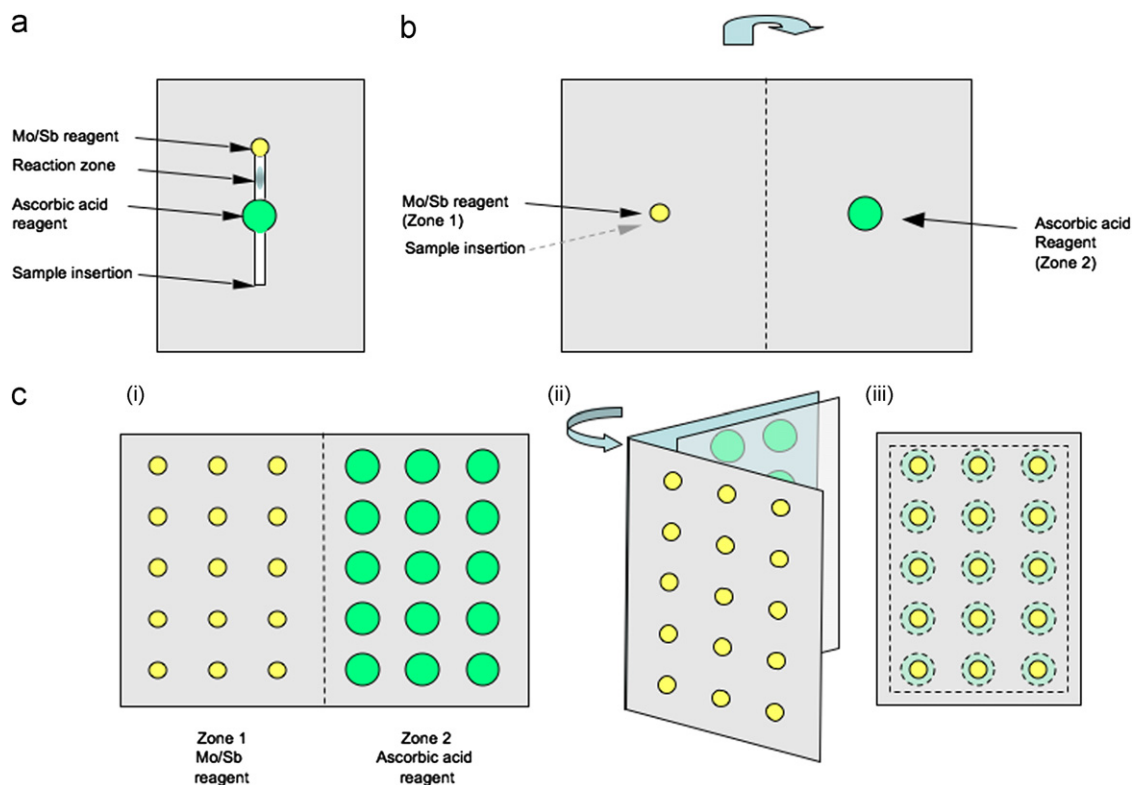 a
Mo/Sb reagent
Reaction zone
Ascorbic acid
reagent
Sample insertion
b
Mo/Sb reagent
(Zone 1)
Sample insertion
Ascorbic acid
Reagent
(Zone 2)
c
(i)
Zone 1
Mo/Sb
reagent
Zone 2
Ascorbic acid
reagent
(ii)
(iii)